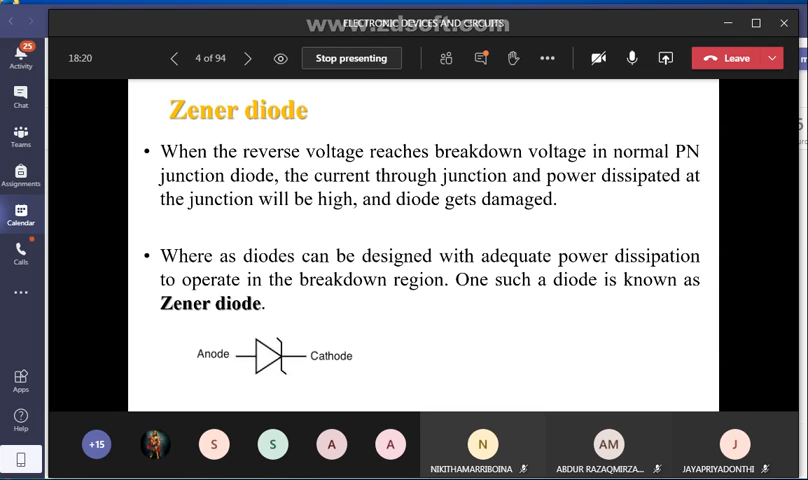 www.zdsoft.com
ELECTRONIC DEVICES AND CIRCUITS
25
Activity
Chat
Teams
Assignments
Calendar
Calls
Apps
Help
18:20
4 of 94
Stop presenting
Leave
Zener diode
• When the reverse voltage reaches breakdown voltage in normal PN
junction diode, the current through junction and power dissipated at
the junction will be high, and diode gets damaged.
• Where as diodes can be designed with adequate power dissipation
to operate in the breakdown region. One such a diode is known as
Zener diode.
Anode
Cathode
+15
S
S
A
A
N
AM
J
NIKITHAMARRIBOINA
ABDUR RAZAQMIRZA...
JAYAPRIYADONTHI